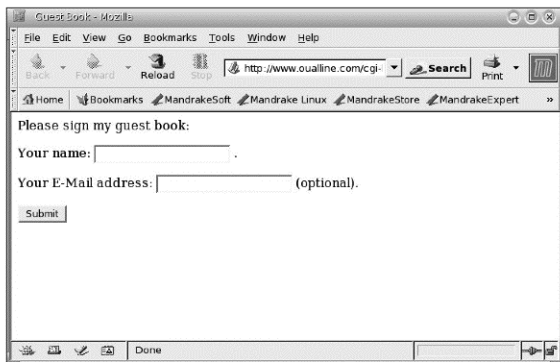 Guest Book - Mozilla
File Edit View Go Bookmarks Tools Window Help
Back Forward Reload Stop http://www.oualline.com/cgi- Search Print
Home Bookmarks MandrakeSoft Mandrake Linux MandrakeStore MandrakeExpert »
Please sign my guest book:
Your name: .
Your E-Mail address: (optional).
Submit
Done